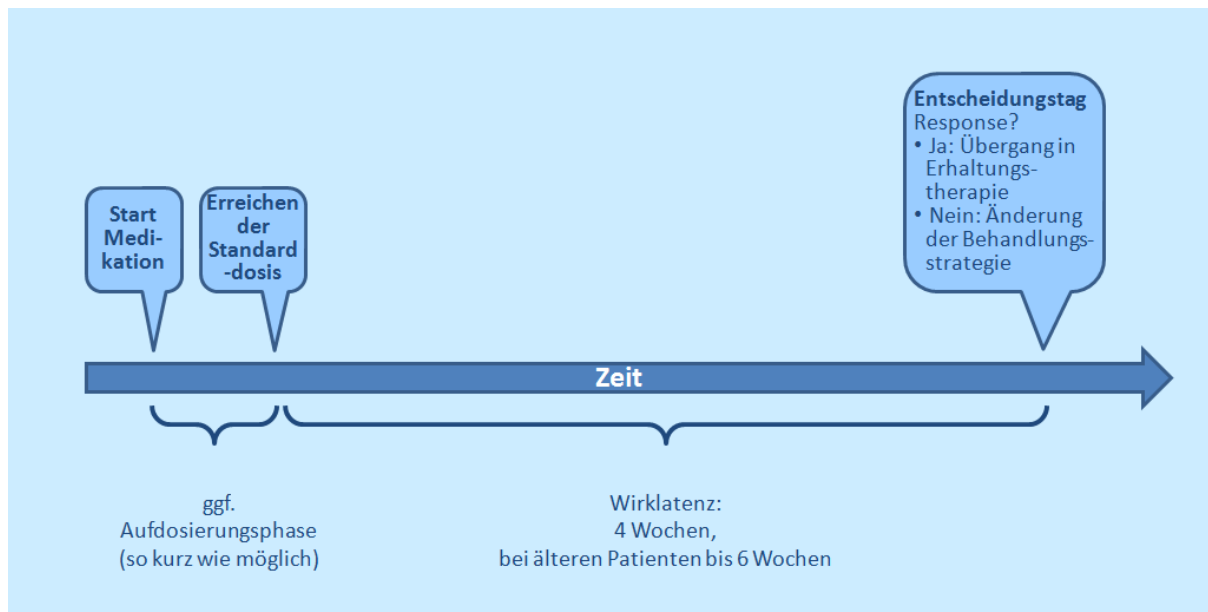 Start
Medi-
kation
Erreichen
der
Standard
-dosis
Entscheidungstag
Response?
• Ja: Übergang in
Erhaltungs-
therapie
• Nein: Änderung
der Behandlungs-
strategie
Zeit
ggf.
Aufdosierungsphase
(so kurz wie möglich)
Wirklatenz:
4 Wochen,
bei älteren Patienten bis 6 Wochen